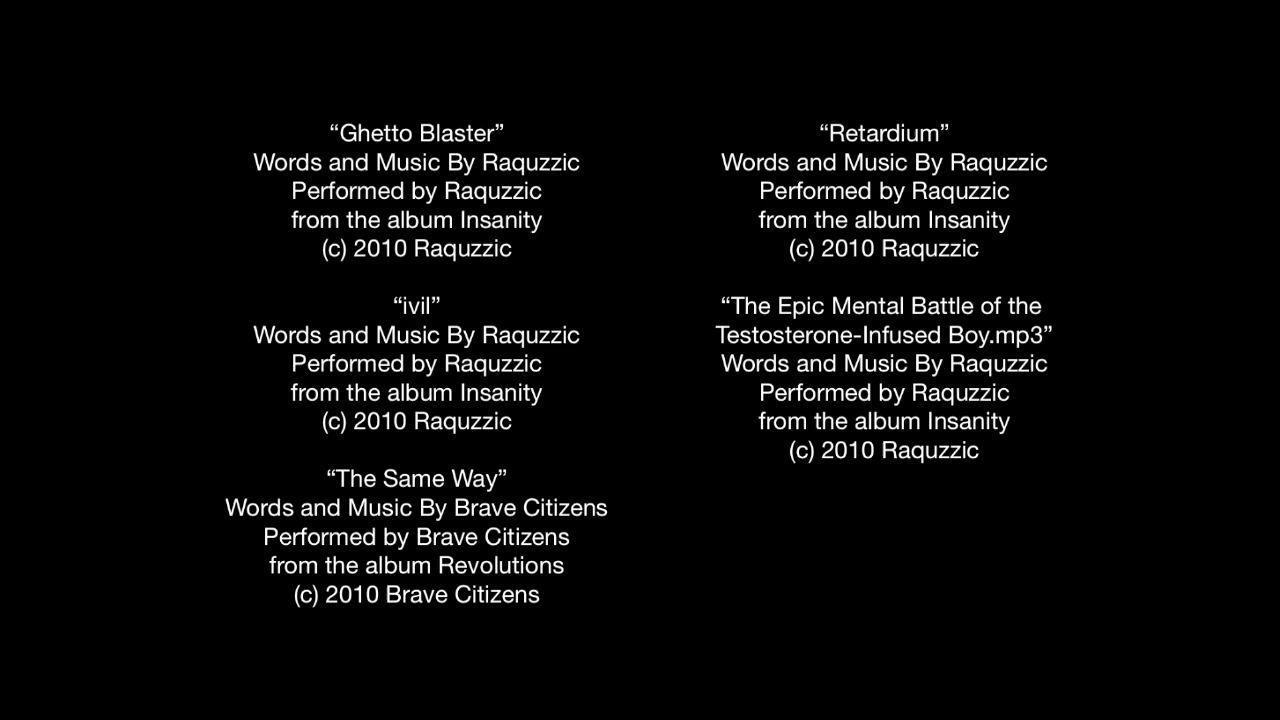 “Ghetto Blaster”
Words and Music By Raquzzic
Performed by Raquzzic
from the album Insanity
(c) 2010 Raquzzic
“ivil”
Words and Music By Raquzzic
Performed by Raquzzic
from the album Insanity
(c) 2010 Raquzzic
“The Same Way”
Words and Music By Brave Citizens
Performed by Brave Citizens
from the album Revolutions
(c) 2010 Brave Citizens
“Retardium”
Words and Music By Raquzzic
Performed by Raquzzic
from the album Insanity
(c) 2010 Raquzzic
“The Epic Mental Battle of the
Testosterone-Infused Boy.mp3”
Words and Music By Raquzzic
Performed by Raquzzic
from the album Insanity
(c) 2010 Raquzzic